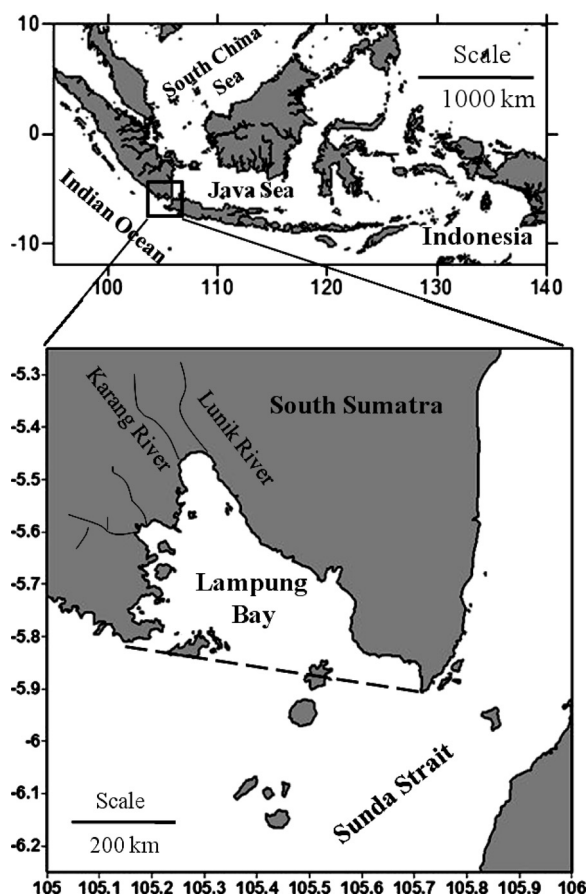 10
5
0
-5
-10
South China
Sea
Scale
1000 km
Java Sea
Indian Ocean
Indonesia
100
110
120
130
140
-5.3
-5.4
-5.5
-5.6
-5.7
-5.8
-5.9
-6
-6.1
-6.2
Karang River
Lunik River
South Sumatra
Lampung
Bay
Sunda Strait
Scale
200 km
105
105.1
105.2
105.3
105.4
105.5
105.6
105.7
105.8
105.9
106